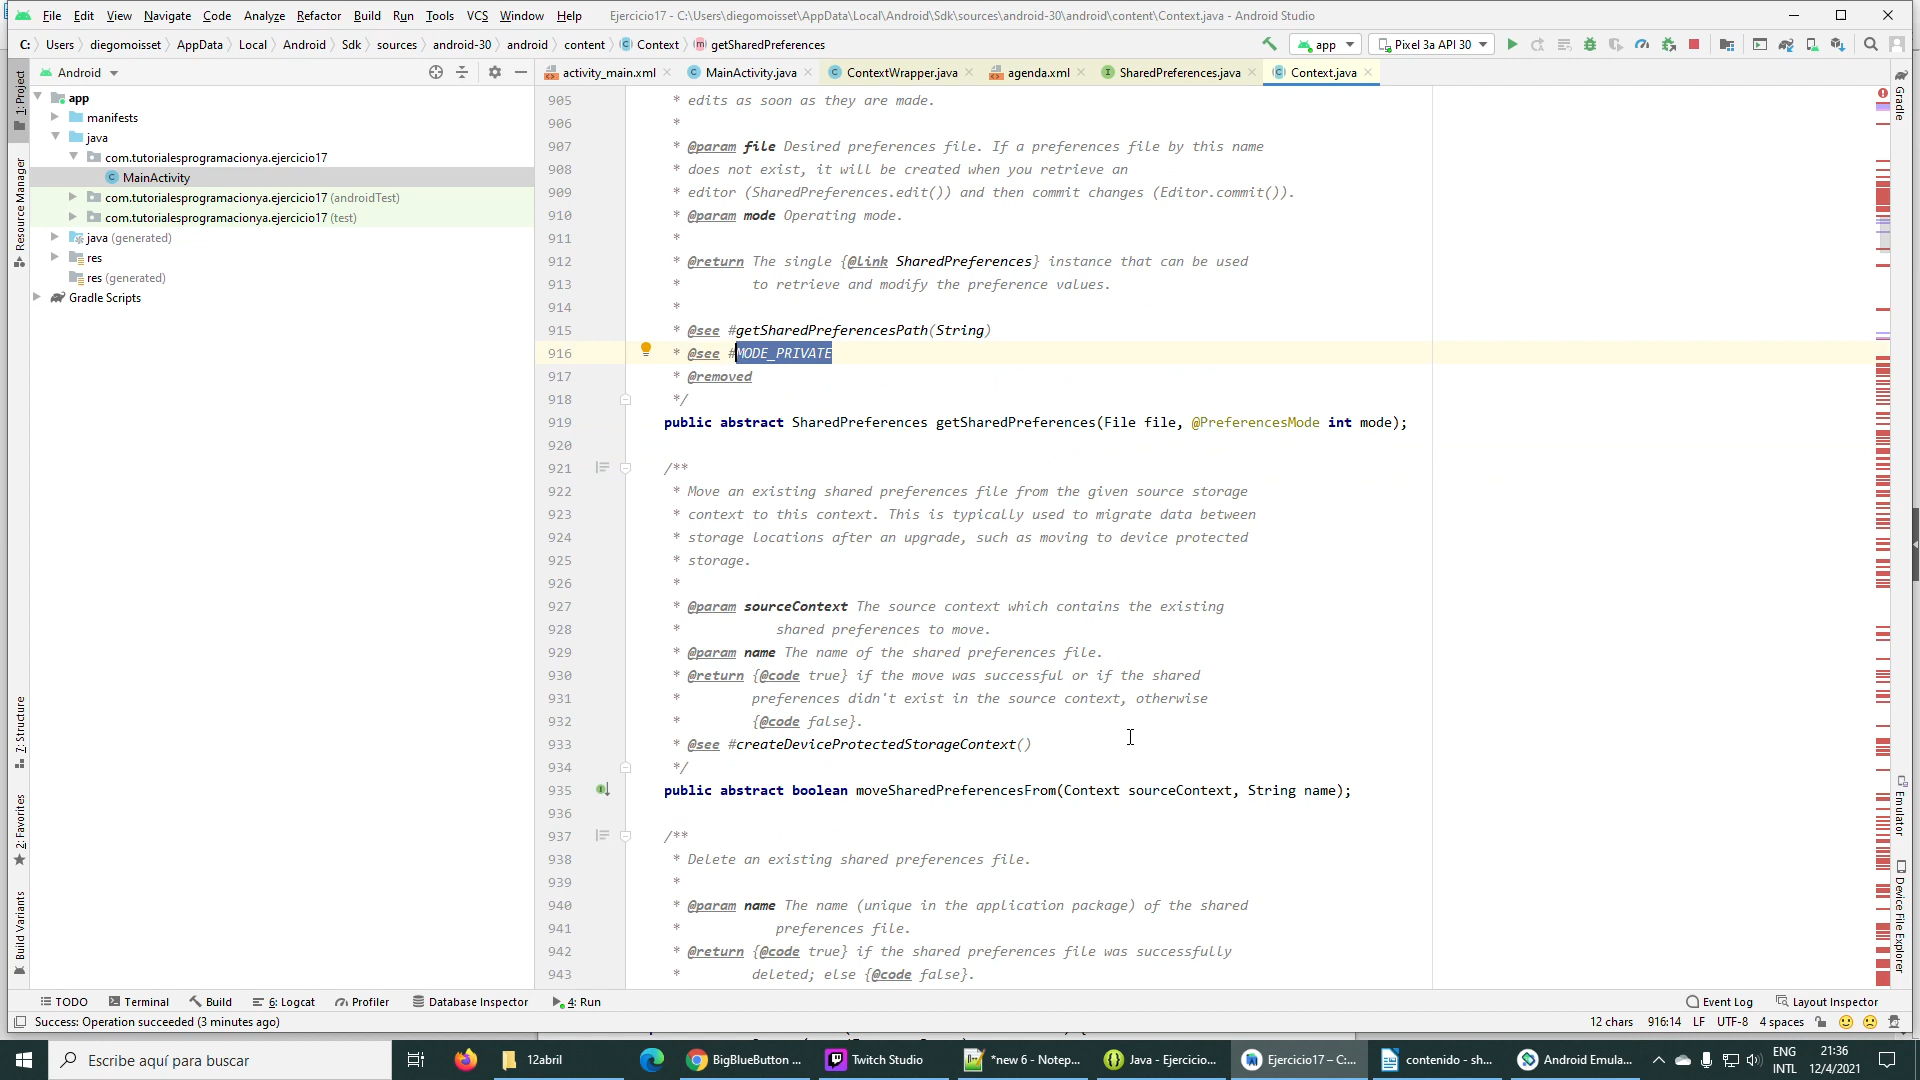 File Edit View Navigate Code Analyze Refactor Build Run Tools VCS Window Help Ejercicio17 - C:\Users\diegomoisset\AppData\Local\Android\Sdk\sources\android-30\android\content\Context.java - Android Studio
C: Users diegomoisset AppData Local Android Sdk sources android-30 android content Context getSharedPreferences app Pixel 3a API 30
Android activity_main.xml MainActivity.java ContextWrapper.java agenda.xml SharedPreferences.java Context.java
1: Project
Resource Manager
7: Structure
2: Favorites
Build Variants
app
manifests
java
com.tutorialesprogramacionya.ejercicio17
MainActivity
com.tutorialesprogramacionya.ejercicio17 (androidTest)
com.tutorialesprogramacionya.ejercicio17 (test)
java (generated)
res
res (generated)
Gradle Scripts
905 * edits as soon as they are made.
906 *
907 * @param file Desired preferences file. If a preferences file by this name
908 * does not exist, it will be created when you retrieve an
909 * editor (SharedPreferences.edit()) and then commit changes (Editor.commit()).
910 * @param mode Operating mode.
911 *
912 * @return The single {@link SharedPreferences} instance that can be used
913 * to retrieve and modify the preference values.
914 *
915 * @see #getSharedPreferencesPath(String)
916 * @see #MODE_PRIVATE
917 * @removed
918 */
919 public abstract SharedPreferences getSharedPreferences(File file, @PreferencesMode int mode);
920
921 /**
922 * Move an existing shared preferences file from the given source storage
923 * context to this context. This is typically used to migrate data between
924 * storage locations after an upgrade, such as moving to device protected
925 * storage.
926 *
927 * @param sourceContext The source context which contains the existing
928 * shared preferences to move.
929 * @param name The name of the shared preferences file.
930 * @return {@code true} if the move was successful or if the shared
931 * preferences didn't exist in the source context, otherwise
932 * {@code false}.
933 * @see #createDeviceProtectedStorageContext()
934 */
935 public abstract boolean moveSharedPreferencesFrom(Context sourceContext, String name);
936
937 /**
938 * Delete an existing shared preferences file.
939 *
940 * @param name The name (unique in the application package) of the shared
941 * preferences file.
942 * @return {@code true} if the shared preferences file was successfully
943 * deleted; else {@code false}.
Gradle
Emulator
Device File Explorer
TODO Terminal Build 6: Logcat Profiler Database Inspector 4: Run Event Log Layout Inspector
Success: Operation succeeded (3 minutes ago) 12 chars 916:14 LF UTF-8 4 spaces
Escribe aquí para buscar 12abril BigBlueButton ... Twitch Studio *new 6 - Notep... Java - Ejercicio... Ejercicio17 – C:... contenido - sh... Android Emula... ENG INTL 21:36 12/4/2021